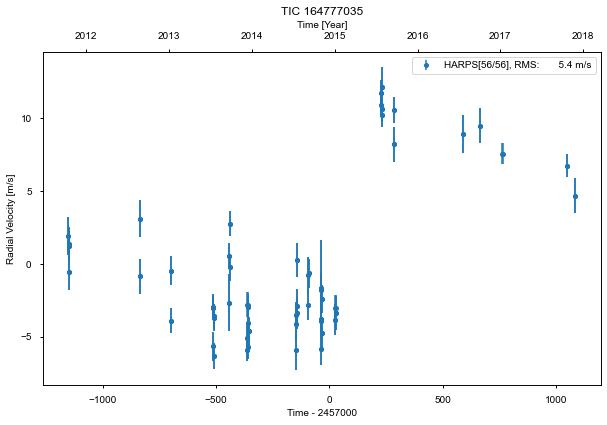 TIC 164777035
Time [Year]
2012 2013 2014 2015 2016 2017 2018
HARPS[56/56], RMS: 5.4 m/s
10
5
0
−5
Radial Velocity [m/s]
−1000 −500 0 500 1000
Time - 2457000